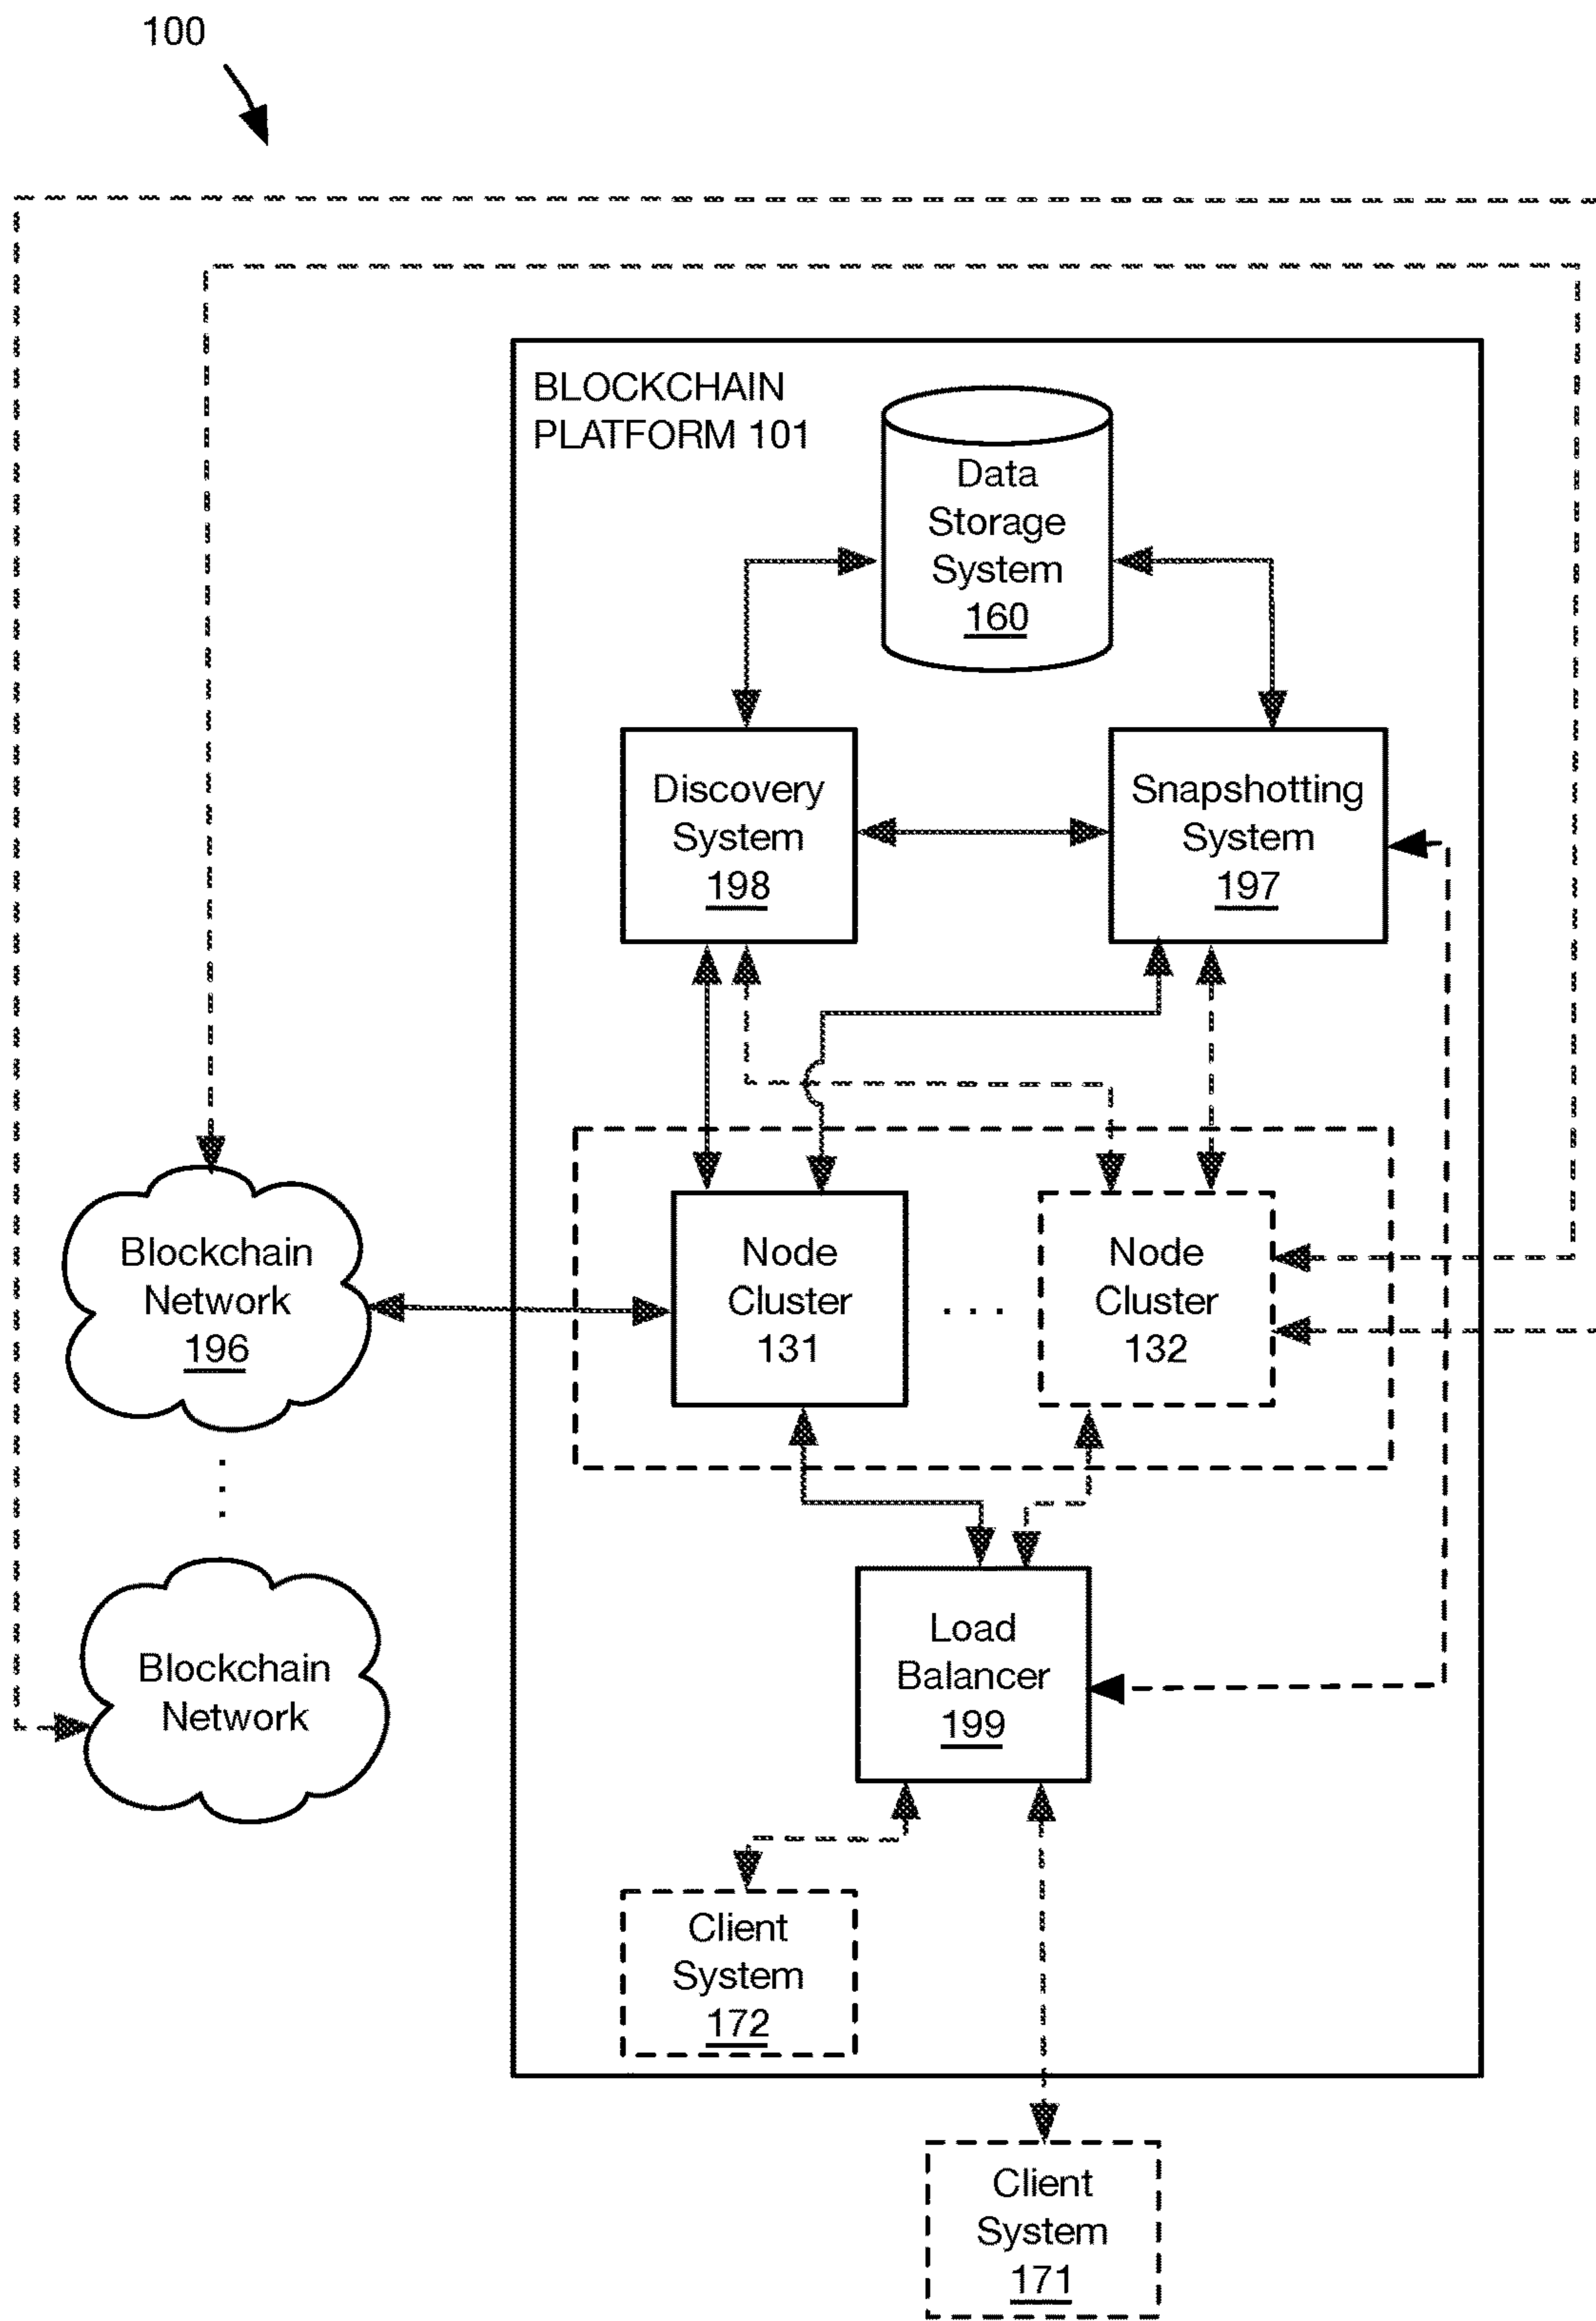 100
BLOCKCHAIN
PLATFORM 101
Data
Storage
System
160
Discovery
System
198
Snapshotting
System
197
Blockchain
Network
196
Node
Cluster
131
. . .
Node
Cluster
132
Blockchain
Network
Load
Balancer
199
Client
System
172
Client
System
171